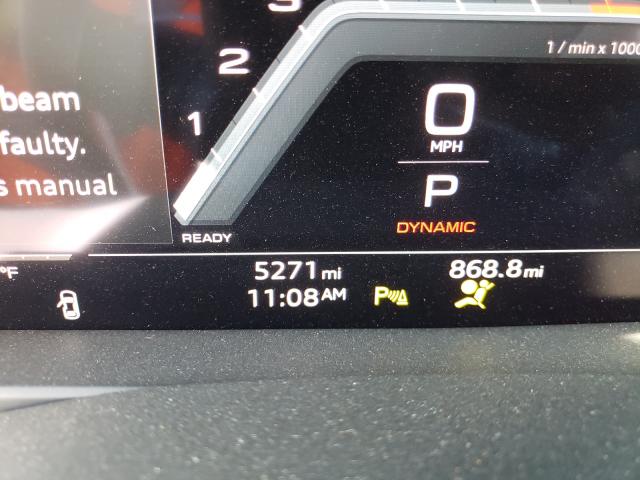 3
1 / min x 1000
2
beam
0
1
faulty.
MPH
s manual
P
READY
DYNAMIC
°F
5271 mi
868.8 mi
11:08 AM
P